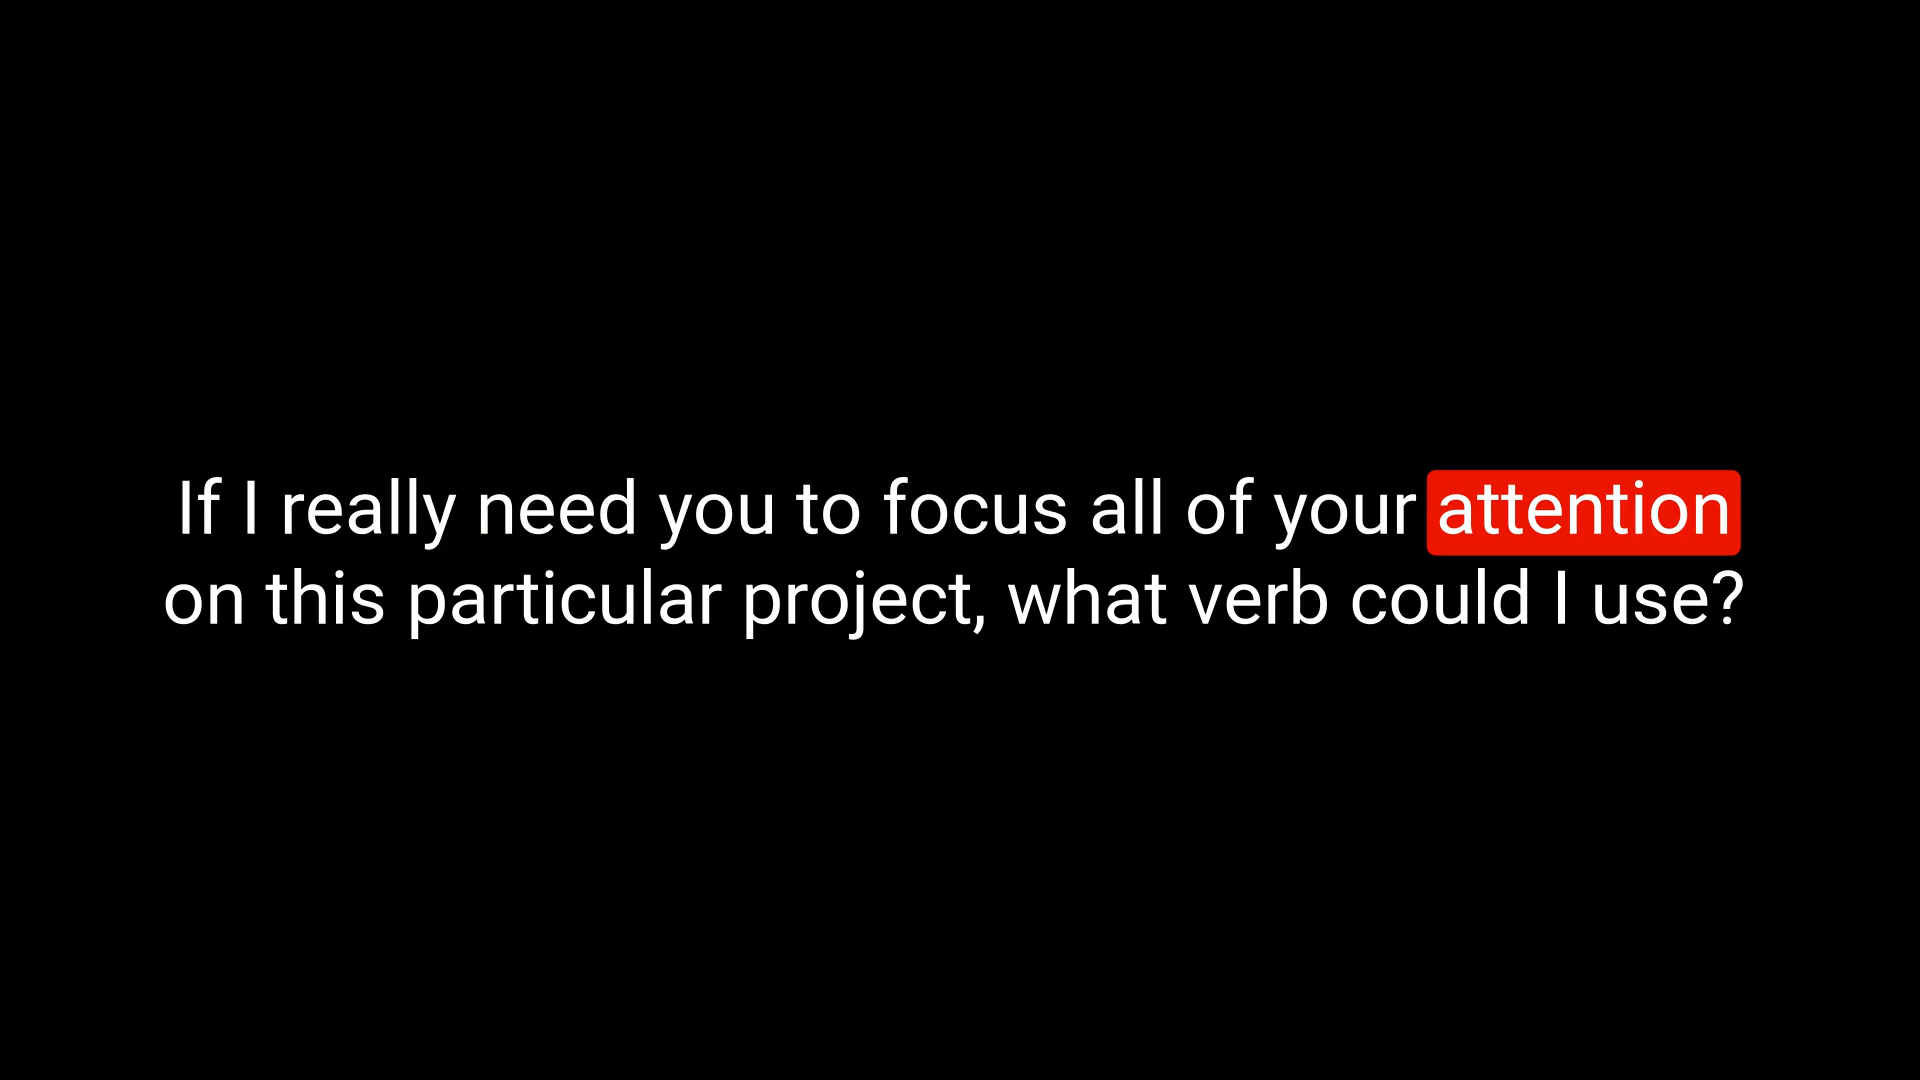 If I really need you to focus all of your attention
on this particular project, what verb could I use?